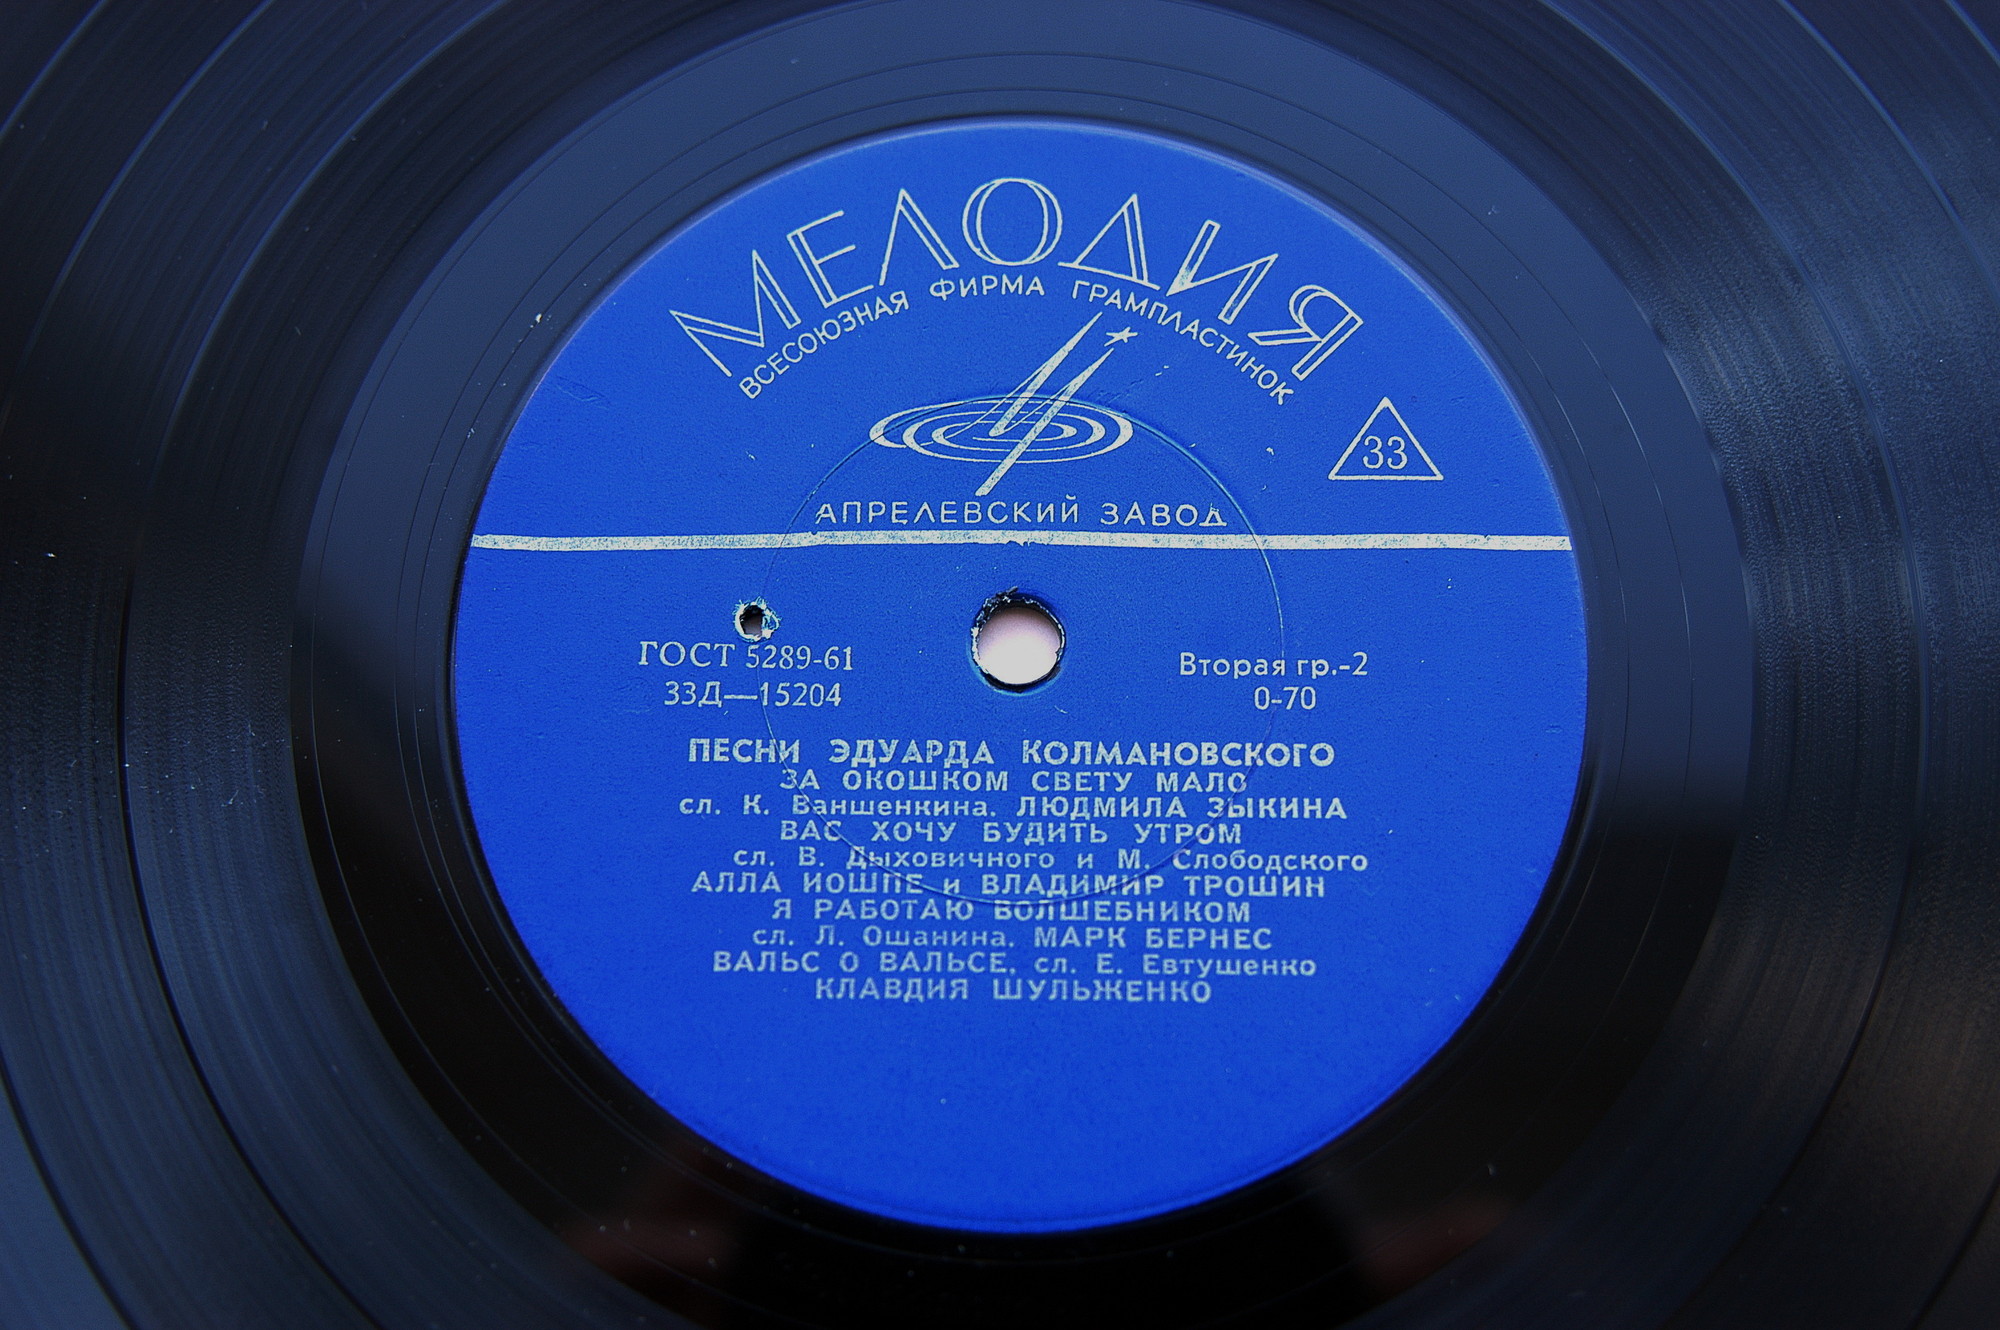 МЕЛОДИЯ
ВСЕСОЮЗНАЯ ФИРМА ГРАМПЛАСТИНОК
33
АПРЕЛЕВСКИЙ ЗАВОД
ГОСТ 5289-61
33Д—15204
Вторая гр.-2
0-70
ПЕСНИ ЭДУАРДА КОЛМАНОВСКОГО
ЗА ОКОШКОМ СВЕТУ МАЛО
сл. К. Ваншенкина. ЛЮДМИЛА ЗЫКИНА
ВАС ХОЧУ БУДИТЬ УТРОМ
сл. В. Дыховичного и М. Слободского
АЛЛА ИОШПЕ и ВЛАДИМИР ТРОШИН
Я РАБОТАЮ ВОЛШЕБНИКОМ
сл. Л. Ошанина. МАРК БЕРНЕС
ВАЛЬС О ВАЛЬСЕ, сл. Е. Евтушенко
КЛАВДИЯ ШУЛЬЖЕНКО